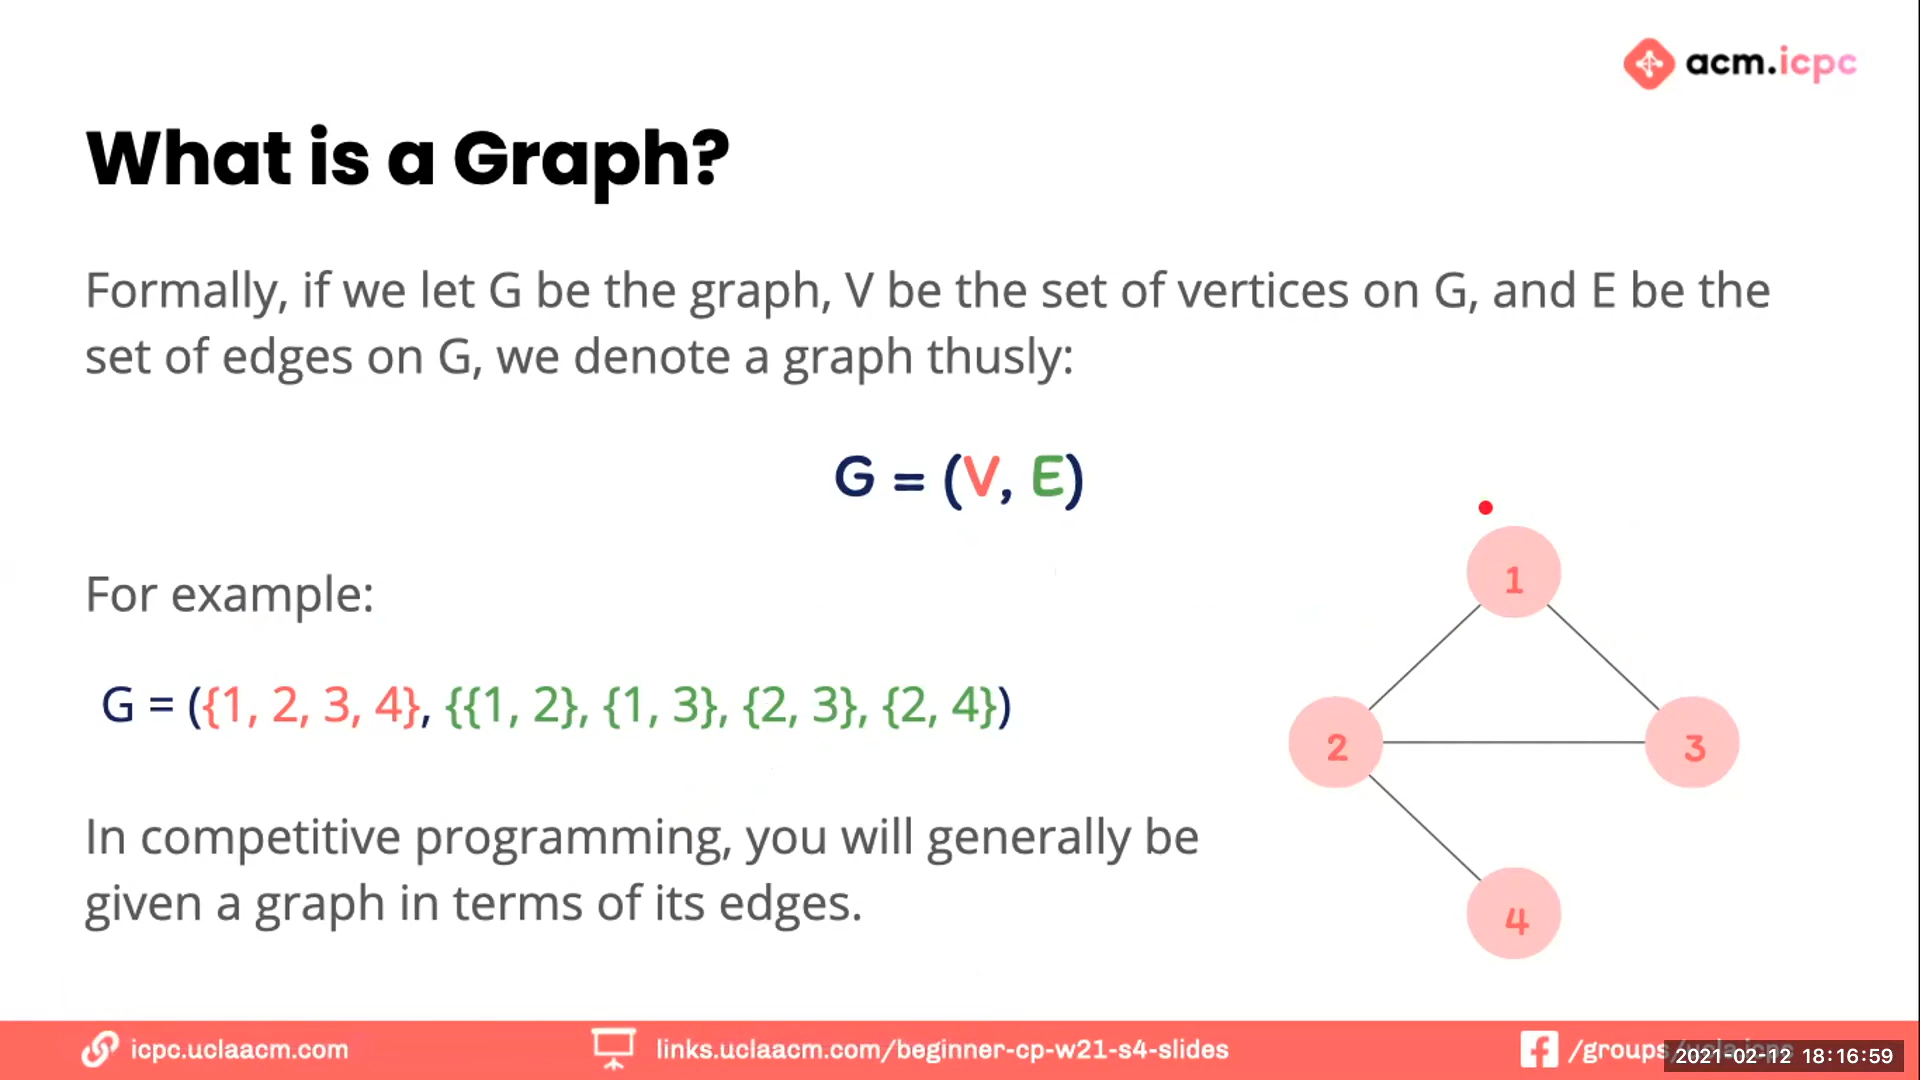 acm.icpc
What is a Graph?
Formally, if we let G be the graph, V be the set of vertices on G, and E be the
set of edges on G, we denote a graph thusly:
G = (V, E)
For example:
G = ({1, 2, 3, 4}, {{1, 2}, {1, 3}, {2, 3}, {2, 4})
In competitive programming, you will generally be
given a graph in terms of its edges.
1
2
3
4
icpc.uclaacm.com
links.uclaacm.com/beginner-cp-w21-s4-slides
/groups/
2021-02-12 18:16:59